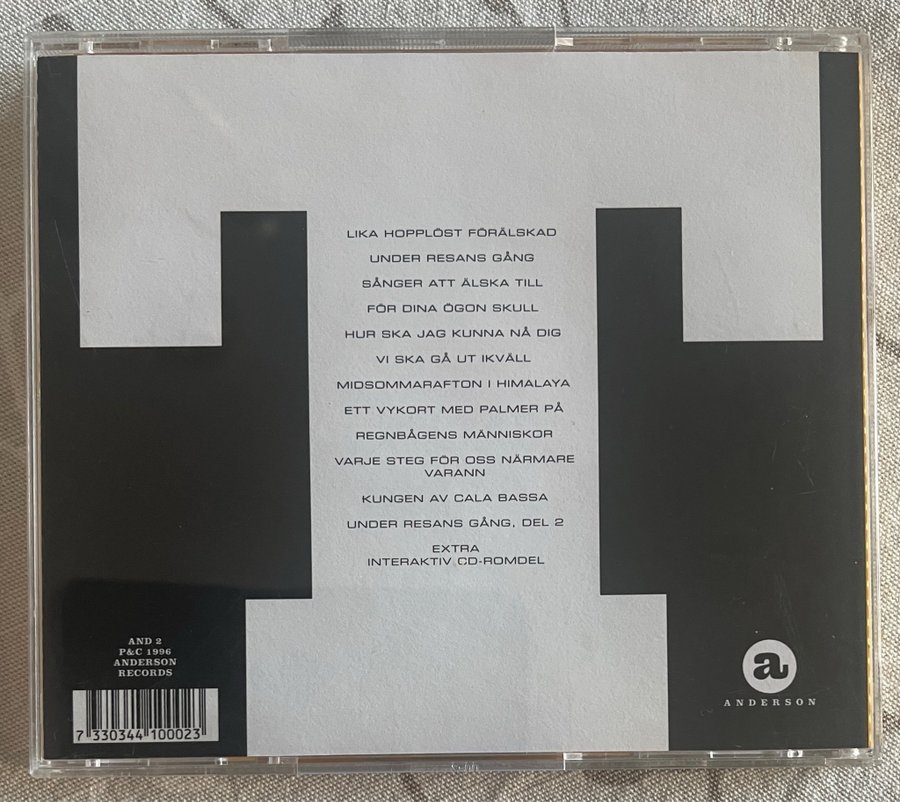 LIKA HOPPLÖST FÖRÄLSKAD
UNDER RESANS GÅNG
SÅNGER ATT ÄLSKA TILL
FÖR DINA ÖGON SKULL
HUR SKA JAG KUNNA NÅ DIG
VI SKA GÅ UT IKVÄLL
MIDSOMMARAFTON I HIMALAYA
ETT VYKORT MED PALMER PÅ
REGNBÅGENS MÄNNISKOR
VARJE STEG FÖR OSS NÄRMARE
VARANN
KUNGEN AV CALA BASSA
UNDER RESANS GÅNG, DEL 2
EXTRA
INTERAKTIV CD-ROMDEL
AND 2
P&C 1996
ANDERSON
RECORDS
7 330344 100023
a
ANDERSON